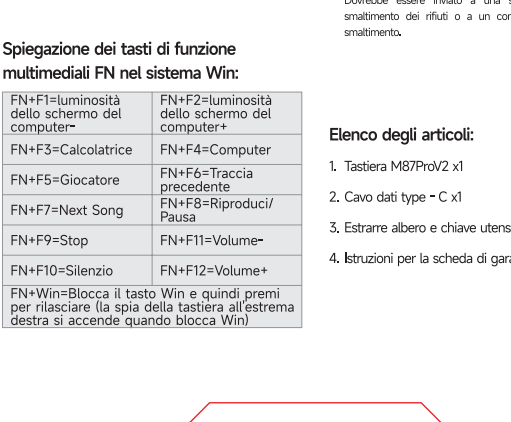 Dovrebbe essere inviato a una
smaltimento dei rifiuti o a un
smaltimento.
Spiegazione dei tasti di funzione
multimediali FN nel sistema Win:
FN+F1=luminosità
dello schermo del
computer-
FN+F2=luminosità
dello schermo del
computer+
FN+F3=Calcolatrice
FN+F4=Computer
FN+F5=Giocatore
FN+F6=Traccia
precedente
FN+F7=Next Song
FN+F8=Riproduci/
Pausa
FN+F9=Stop
FN+F11=Volume-
FN+F10=Silenzio
FN+F12=Volume+
FN+Win=Blocca il tasto Win e quindi premi
per rilasciare (la spia della tastiera all'estrema
destra si accende quando blocca Win)
Elenco degli articoli:
1. Tastiera M87ProV2 x1
2. Cavo dati type - C x1
3. Estrarre albero e chiave
4. Istruzioni per la scheda di